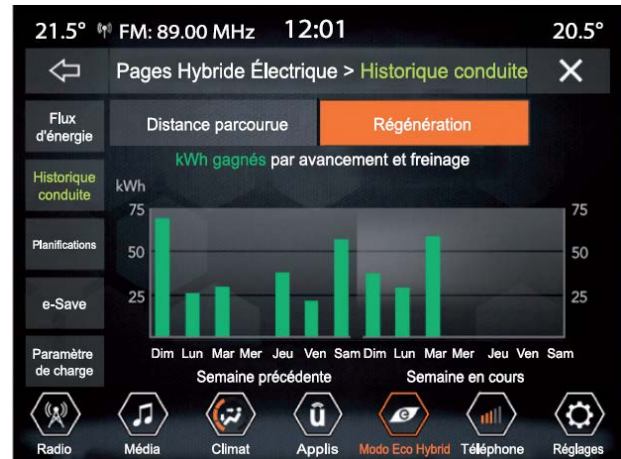 21.5° FM: 89.00 MHz 12:01 20.5°
Pages Hybride Électrique > Historique conduite X
Flux
d'énergie
Distance parcourue Régénération
kWh gagnés par avancement et freinage
Historique
conduite
kWh
75 75
Planifications
50 50
e-Save
25 25
Paramètre
de charge
Dim Lun Mar Mer Jeu Ven Sam Dim Lun Mar Mer Jeu Ven Sam
Semaine précédente Semaine en cours
Radio Média Climat Applis Modo Eco Hybrid Téléphone Réglages